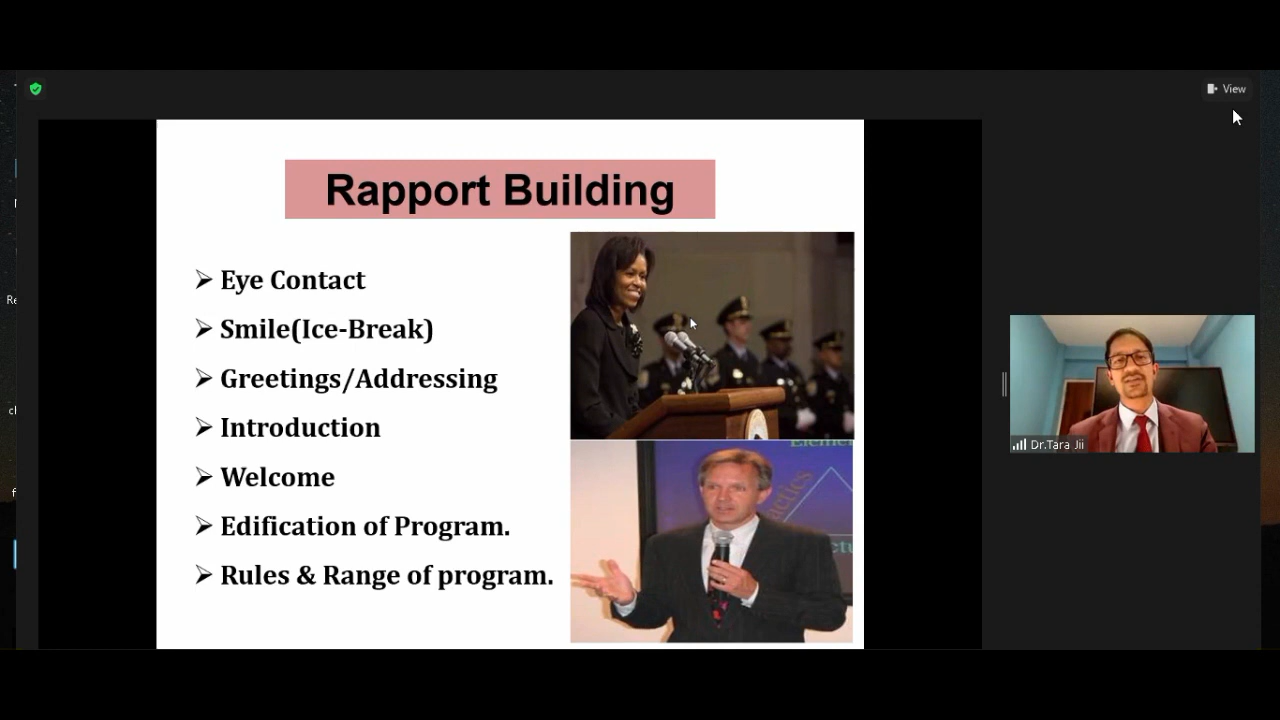 View
Rapport Building
Eye Contact
Smile(Ice-Break)
Greetings/Addressing
Introduction
Welcome
Edification of Program.
Rules & Range of program.
Dr.Tara Jii